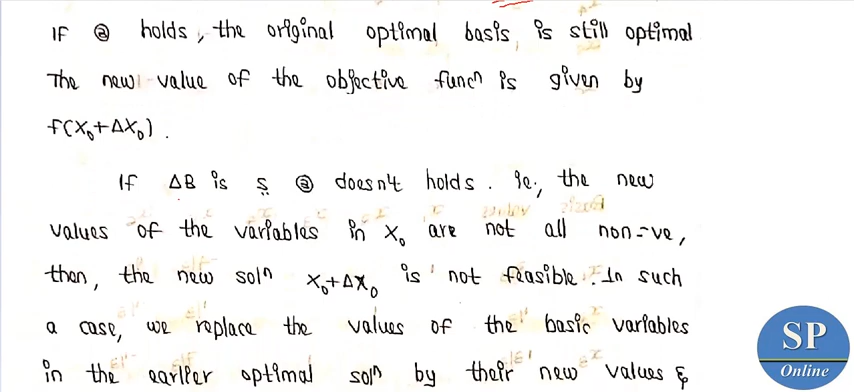 IF ⓐ holds, the original optimal basis, is still optimal
The new value of the objective funcⁿ is given by
f(X₀+ΔX₀).
If ΔB is ∋ ⓐ doesn't holds. ie., the new
values of the variables in X₀ are not all non-ve,
then, the new solⁿ X₀+ΔX₀ is not feasible. In such
a case, we replace the values of the basic variables
in the earlier optimal solⁿ by their new values &
SP
Online